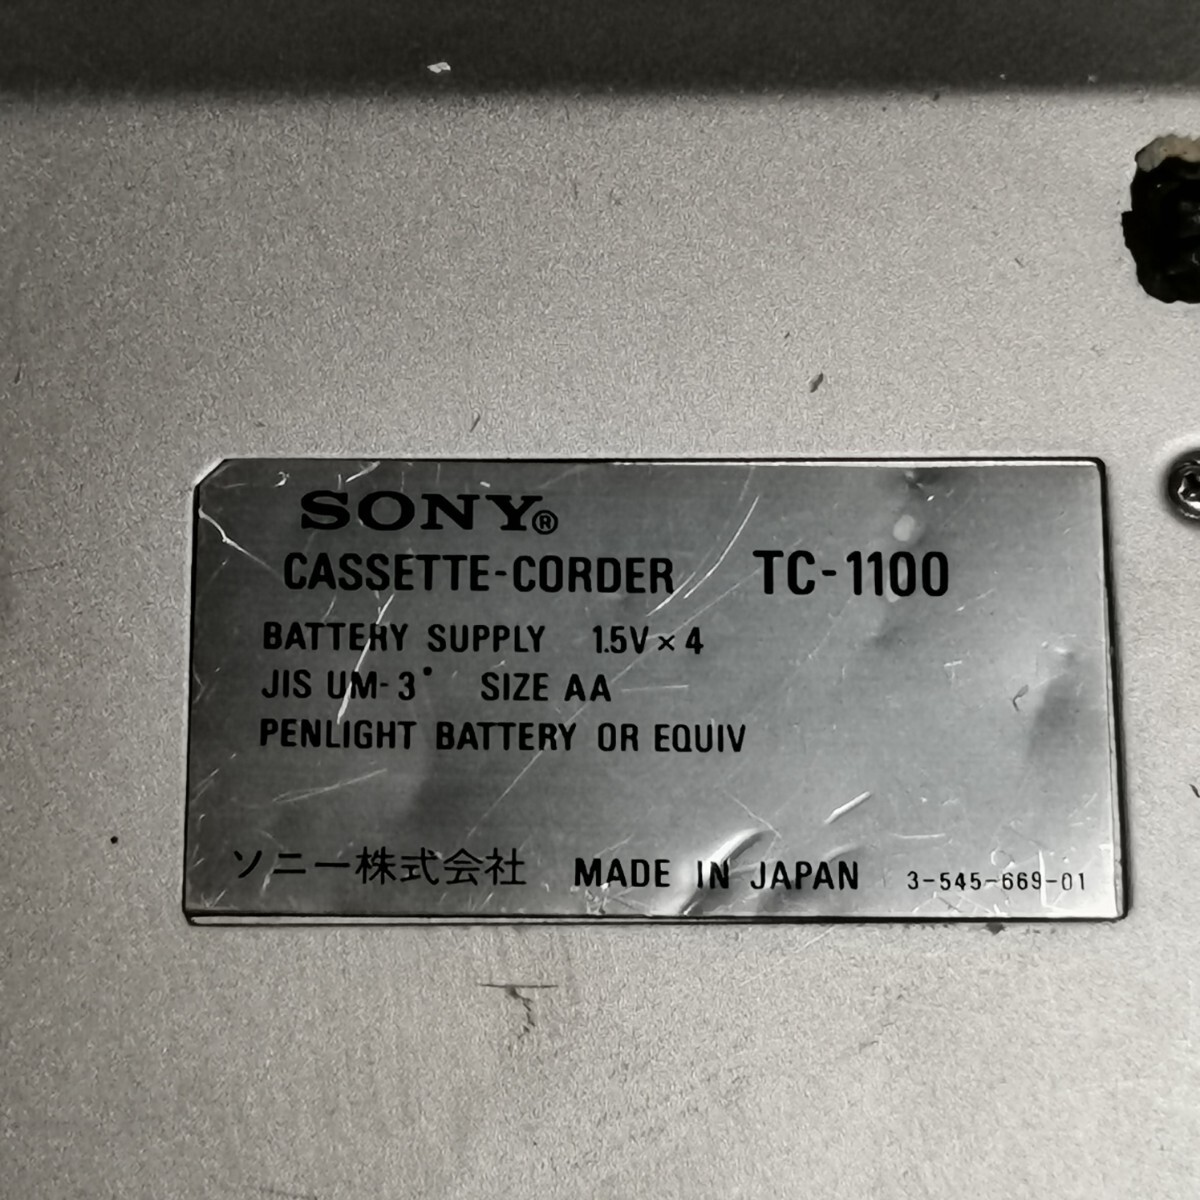 SONY®
CASSETTE-CORDER TC-1100
BATTERY SUPPLY 1.5V × 4
JIS UM-3 SIZE AA
PENLIGHT BATTERY OR EQUIV
ソニー株式会社 MADE IN JAPAN 3-545-669-01